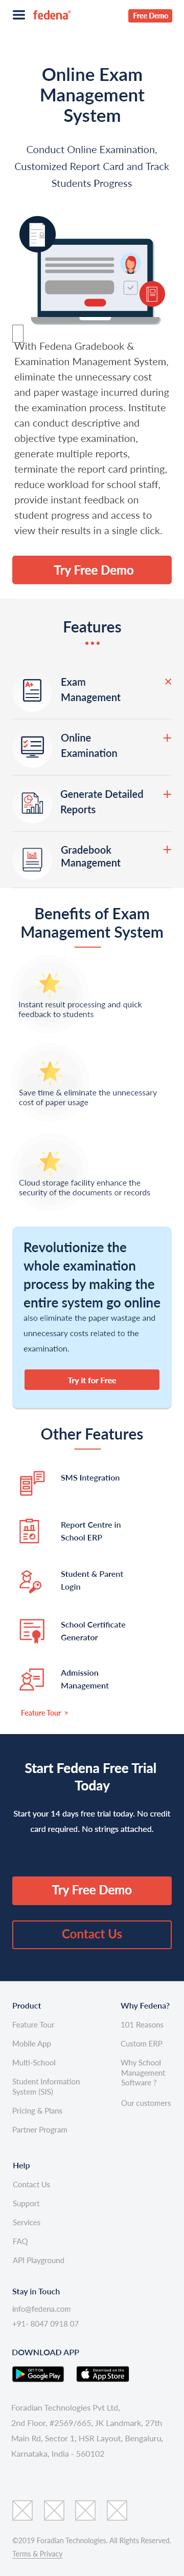 fedena
Free Demo
Online Exam
Management
System
Conduct Online Examination,
Customized Report Card and Track
Students Progress
With Fedena Gradebook &
Examination Management System,
eliminate the unnecessary cost
and paper wastage incurred during
the examination process. Institute
can conduct descriptive and
objective type examination,
generate multiple reports,
terminate the report card printing,
reduce workload for school staff,
provide instant feedback on
student progress and access to
view their results in a single click.
Try Free Demo
Features
Exam
Management
Online
Examination
Generate Detailed
Reports
Gradebook
Management
Benefits of Exam
Management System
Instant result processing and quick
feedback to students
Save time & eliminate the unnecessary
cost of paper usage
Cloud storage facility enhance the
security of the documents or records
Revolutionize the
whole examination
process by making the
entire system go online
also eliminate the paper wastage and
unnecessary costs related to the
examination.
Try it for Free
Other Features
SMS Integration
Report Centre in
School ERP
Student & Parent
Login
School Certificate
Generator
Admission
Management
Feature Tour >
Start Your Free Trial
Today
Start your 14 days free trial today. No credit
card required. No strings attached.
Try Free Demo
Contact Us
Product
Feature Tour
Mobile App
Multi-School
Student Information
System (SIS)
Pricing & Plans
Partner Program
Why Fedena?
101 Reasons
Custom ERP
Why School
Management
Software ?
Our customers
Help
Contact Us
Support
Services
FAQ
API Playground
Stay in Touch
info@fedena.com
+91- 8047 0918 07
DOWNLOAD APP
GET IT ON
Google Play
Download on the
App Store
Foradian Technologies Pvt Ltd,
2nd Floor, #2569/665, JK Landmark, 27th
Main Rd, Sector 1, HSR Layout, Bengaluru,
Karnataka, India - 560102
©2019 Foradian Technologies. All Rights Reserved.
Terms & Privacy